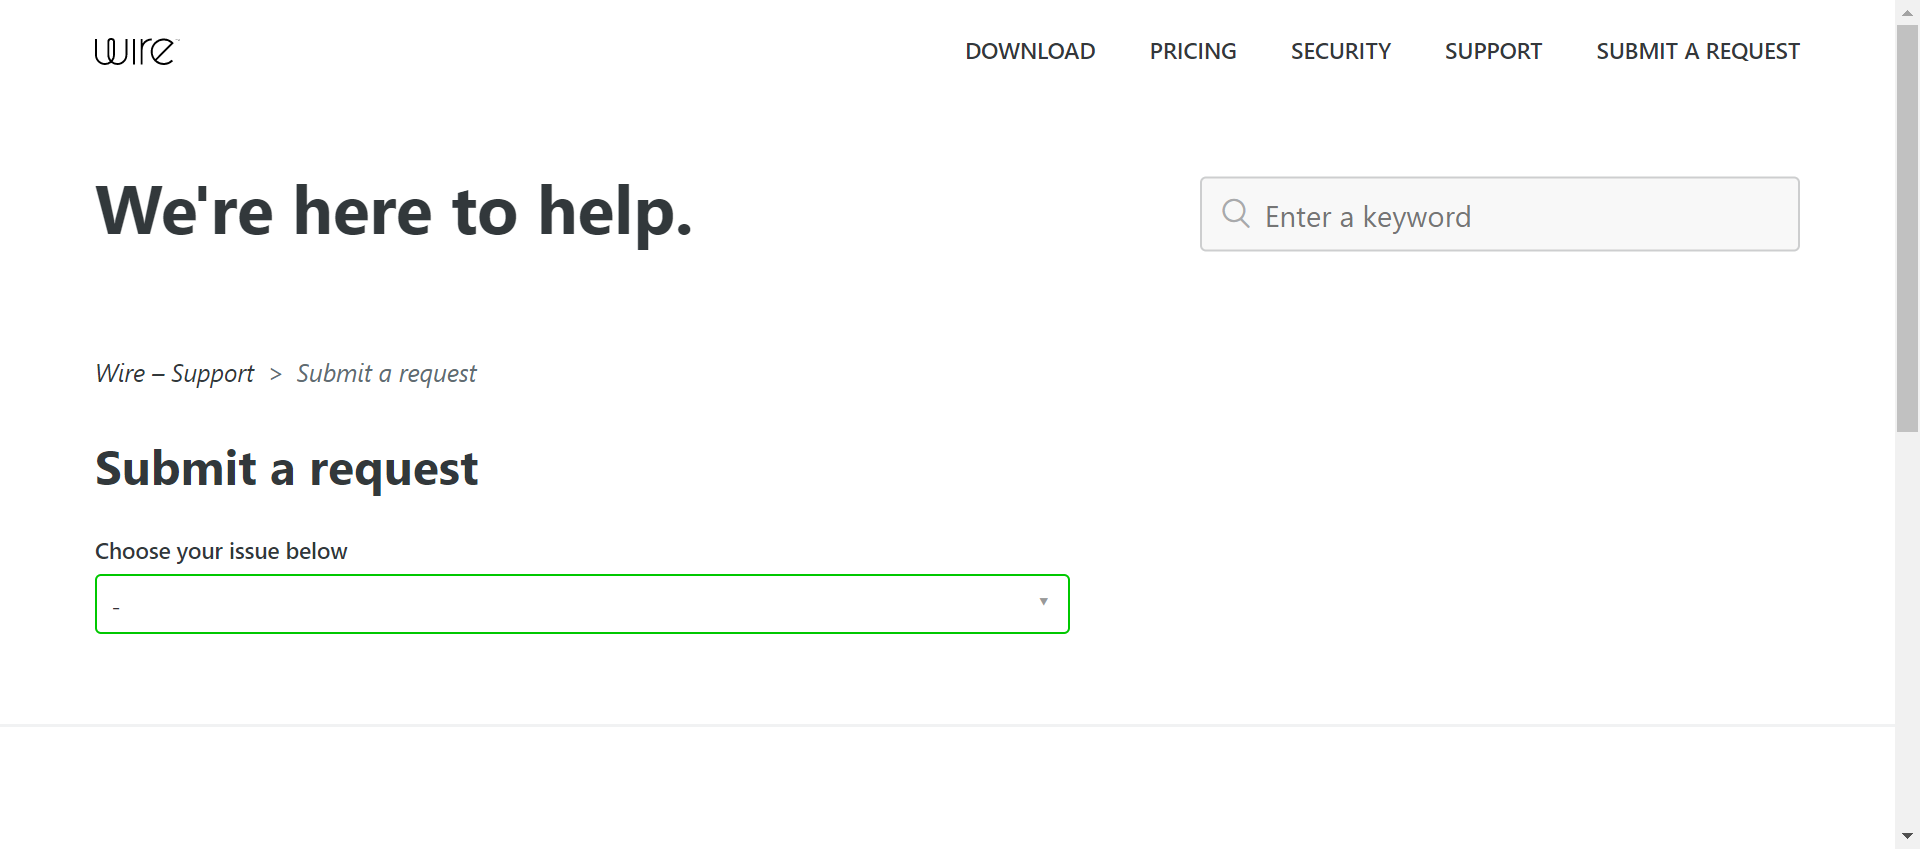 wire
DOWNLOAD PRICING SECURITY SUPPORT SUBMIT A REQUEST
We're here to help.
Enter a keyword
Wire – Support > Submit a request
Submit a request
Choose your issue below
-